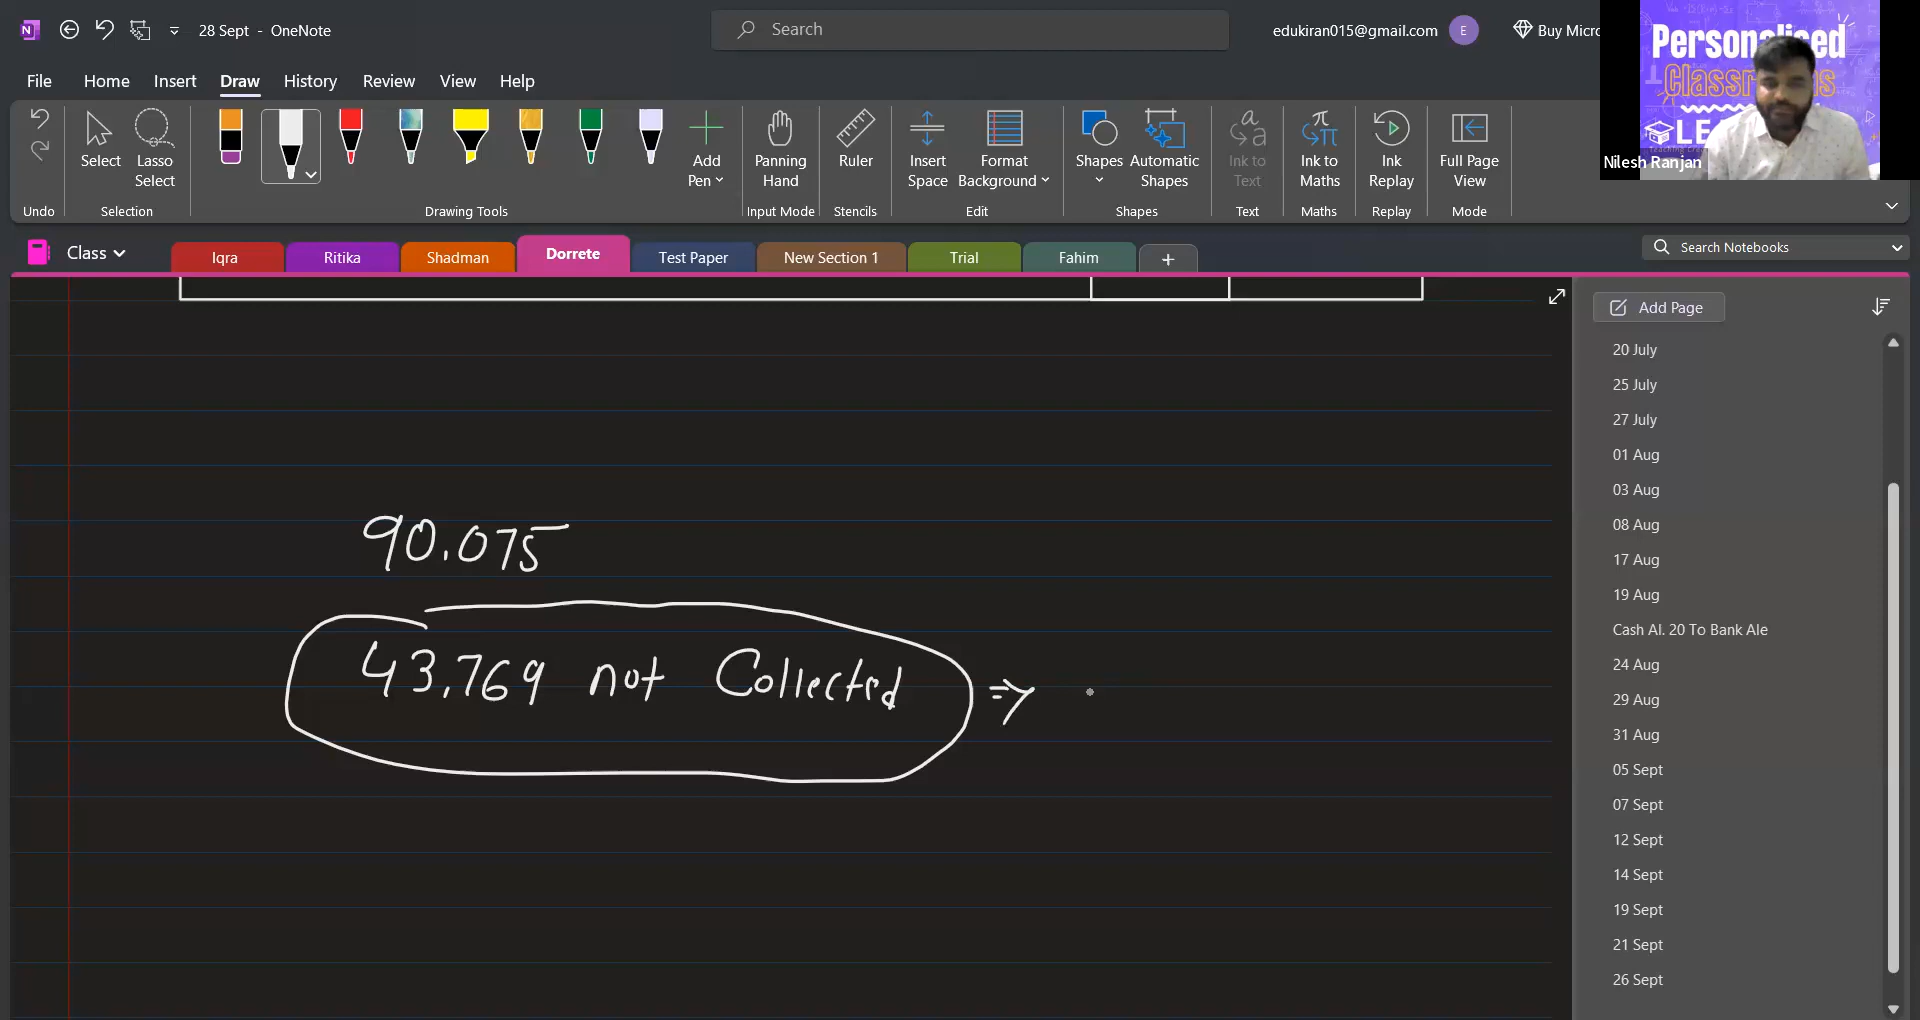 28 Sept - OneNote
Search
edukiran015@gmail.com
E
Buy Micro
Personalised
Nilesh Ranjan
File Home Insert Draw History Review View Help
Select
Lasso Select
Add Pen
Panning Hand
Ruler
Insert Space
Format Background
Shapes
Automatic Shapes
Ink to Text
Ink to Maths
Ink Replay
Full Page View
Undo Selection Drawing Tools Input Mode Stencils Edit Shapes Text Maths Replay Mode
Class Iqra Ritika Shadman Dorrete Test Paper New Section 1 Trial Fahim + Search Notebooks
Add Page
20 July
25 July
27 July
01 Aug
03 Aug
08 Aug
17 Aug
19 Aug
Cash Al. 20 To Bank Ale
24 Aug
29 Aug
31 Aug
05 Sept
07 Sept
12 Sept
14 Sept
19 Sept
21 Sept
26 Sept
90.075
43,769 not Collected =>